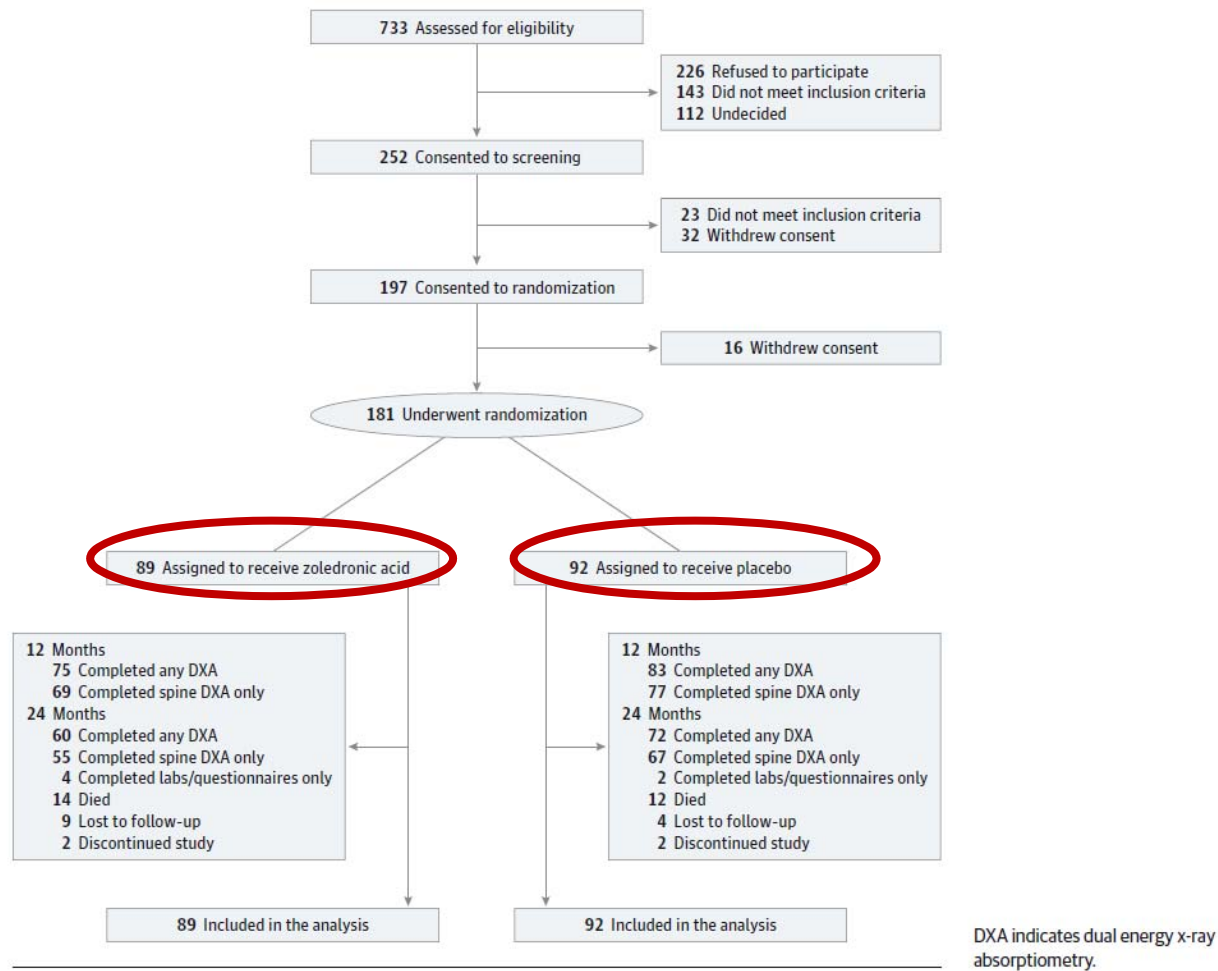 733 Assessed for eligibility
226 Refused to participate
143 Did not meet inclusion criteria
112 Undecided
252 Consented to screening
23 Did not meet inclusion criteria
32 Withdrew consent
197 Consented to randomization
16 Withdrew consent
181 Underwent randomization
89 Assigned to receive zoledronic acid
92 Assigned to receive placebo
12 Months
75 Completed any DXA
69 Completed spine DXA only
24 Months
60 Completed any DXA
55 Completed spine DXA only
4 Completed labs/questionnaires only
14 Died
9 Lost to follow-up
2 Discontinued study
12 Months
83 Completed any DXA
77 Completed spine DXA only
24 Months
72 Completed any DXA
67 Completed spine DXA only
2 Completed labs/questionnaires only
12 Died
4 Lost to follow-up
2 Discontinued study
89 Included in the analysis
92 Included in the analysis
DXA indicates dual energy x-ray
absorptiometry.